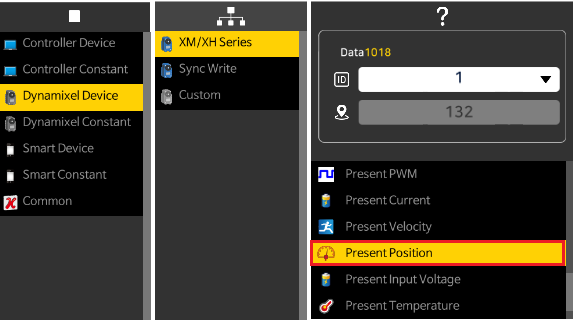 Controller Device
Controller Constant
Dynamixel Device
Dynamixel Constant
Smart Device
Smart Constant
Common
XM/XH Series
Sync Write
Custom
?
Data1018
ID
1
132
Present PWM
Present Current
Present Velocity
Present Position
Present Input Voltage
Present Temperature